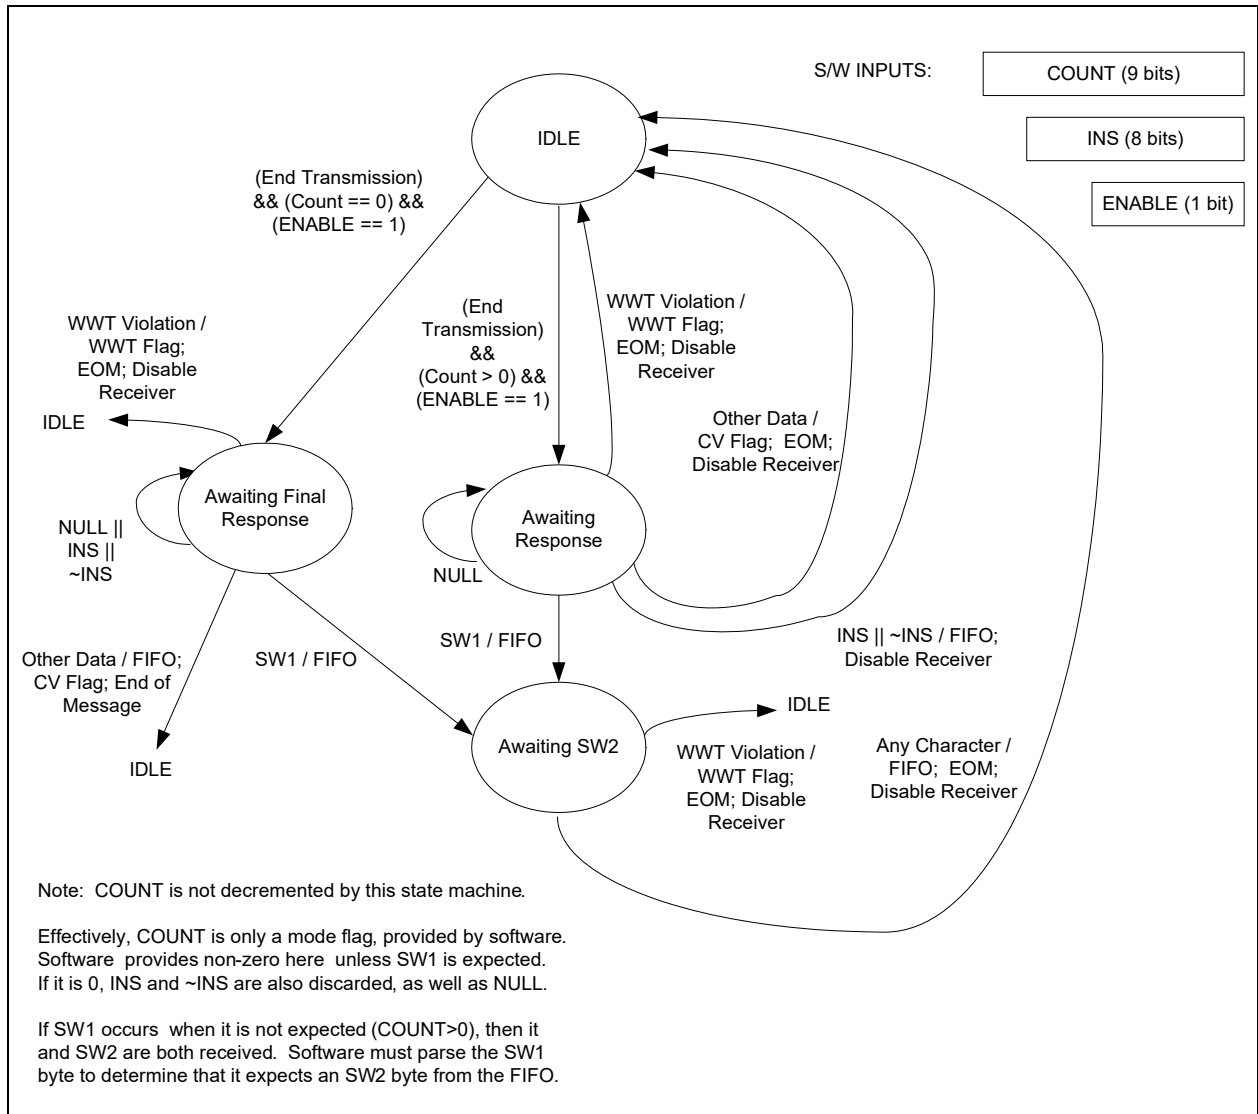 S/W INPUTS:
COUNT (9 bits)
INS (8 bits)
ENABLE (1 bit)
IDLE
(End Transmission)
&& (Count == 0) &&
(ENABLE == 1)
(End
Transmission)
&&
(Count > 0) &&
(ENABLE == 1)
WWT Violation /
WWT Flag;
EOM; Disable
Receiver
WWT Violation /
WWT Flag;
EOM; Disable
Receiver
IDLE
Other Data /
CV Flag; EOM;
Disable Receiver
Awaiting Final
Response
NULL ||
INS ||
~INS
Awaiting
Response
NULL
Other Data / FIFO;
CV Flag; End of
Message
IDLE
SW1 / FIFO
SW1 / FIFO
INS || ~INS / FIFO;
Disable Receiver
Awaiting SW2
IDLE
WWT Violation /
WWT Flag;
EOM; Disable
Receiver
Any Character /
FIFO; EOM;
Disable Receiver
Note: COUNT is not decremented by this state machine.
Effectively, COUNT is only a mode flag, provided by software.
Software provides non-zero here unless SW1 is expected.
If it is 0, INS and ~INS are also discarded, as well as NULL.
If SW1 occurs when it is not expected (COUNT>0), then it
and SW2 are both received. Software must parse the SW1
byte to determine that it expects an SW2 byte from the FIFO.